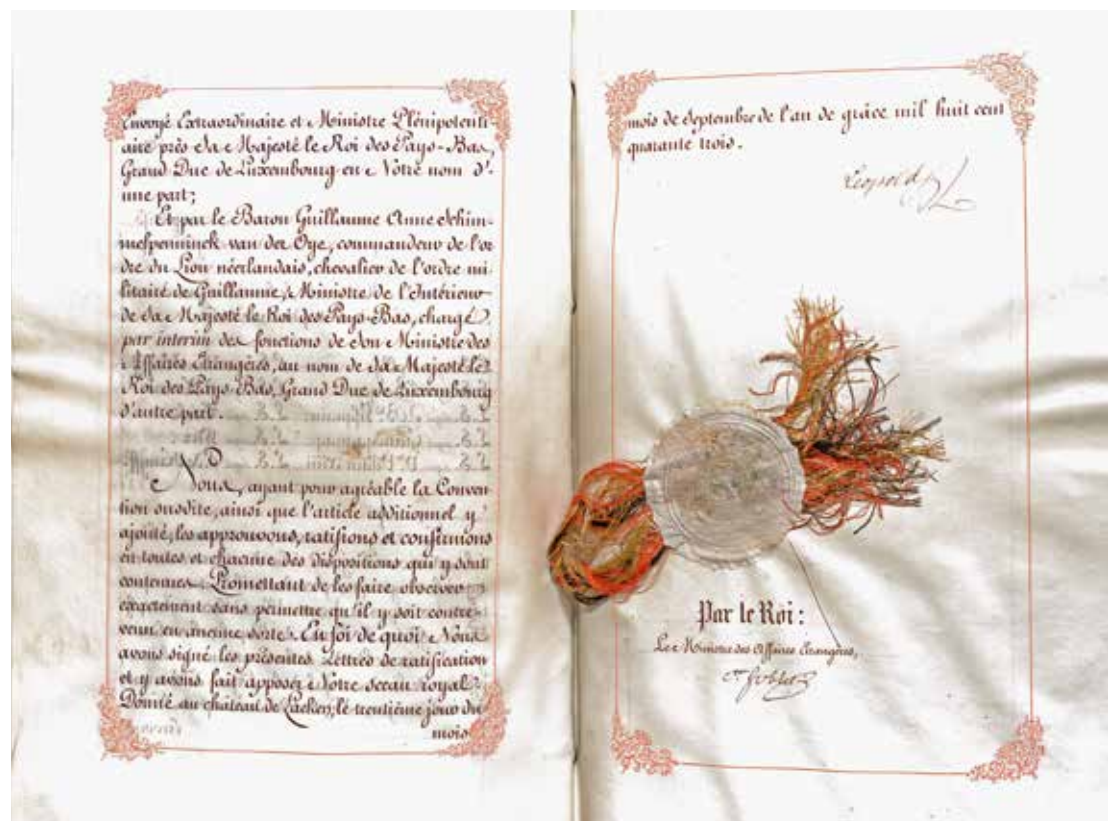 Envoyé Extraordinaire et Ministre Plénipotenti
aire près Sa Majesté le Roi des Pays-Bas,
Grand Duc de Luxembourg en Notre nom d'
une part;
Et par le Baron Guillaume Anne Schim-
melpenninck van der Oye, commandeur de l'or
dre du Lion néerlandais, chevalier de l'ordre mi-
litaire de Guillaume, Ministre de l'Intérieur
de Sa Majesté le Roi des Pays-Bas, chargé
par interim des fonctions de Son Ministre des
Affaires Etrangères, au nom de Sa Majesté le
Roi des Pays-Bas, Grand Duc de Luxembourg
d'autre part.
Nous, ayant pour agréable la Conven
tion susdite, ainsi que l'article additionnel y
ajouté, les approuvons, ratifions et confirmons
en toutes et chacune des dispositions qui y sont
contenues. Promettant de les faire observer
exactement sans permettre qu'il y soit contre-
venu en aucune sorte. En foi de quoi Nous
avons signé les présentes Lettres de ratification
et y avons fait apposer Notre sceau royal.
Donné au château de Laeken, le trentième jour du
mois
mois de Septembre de l'an de grâce mil huit cent
quarante trois.
Leopold
Par le Roi:
Le Ministre des Affaires Etrangères,
Cte Goblet